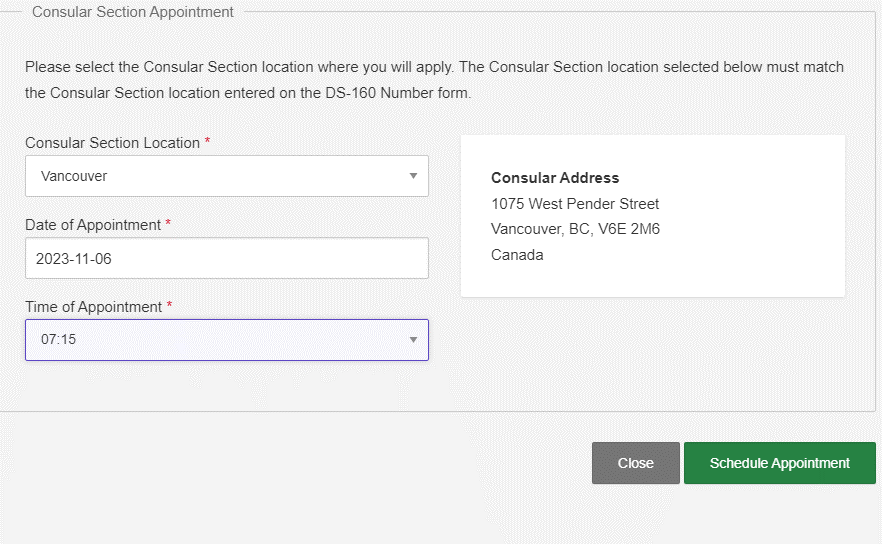 Consular Section Appointment
Please select the Consular Section location where you will apply. The Consular Section location selected below must match
the Consular Section location entered on the DS-160 Number form.
Consular Section Location *
Vancouver
Date of Appointment *
2023-11-06
Time of Appointment *
07:15
Consular Address
1075 West Pender Street
Vancouver, BC, V6E 2M6
Canada
Close
Schedule Appointment